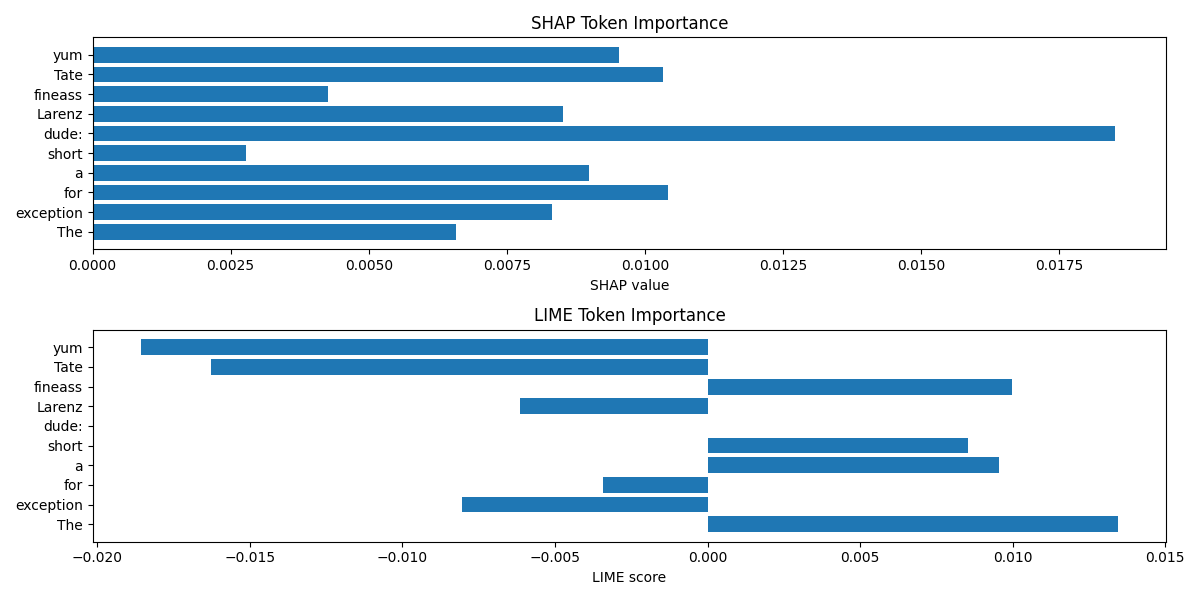 SHAP Token Importance
yum
Tate
fineass
Larenz
dude:
short
a
for
exception
The
0.0000 0.0025 0.0050 0.0075 0.0100 0.0125 0.0150 0.0175
SHAP value
LIME Token Importance
yum
Tate
fineass
Larenz
dude:
short
a
for
exception
The
−0.020 −0.015 −0.010 −0.005 0.000 0.005 0.010 0.015
LIME score